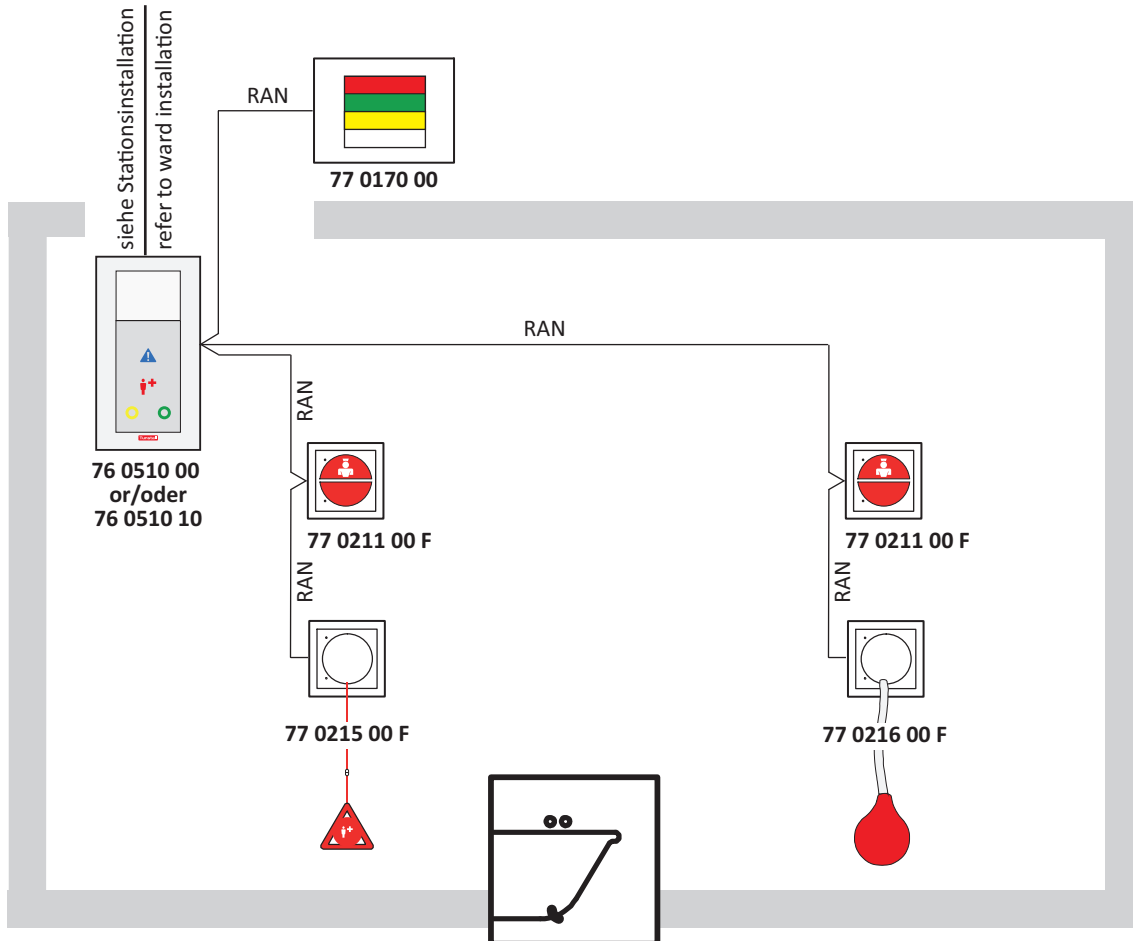 siehe Stationsinstallation
refer to ward installation
RAN
77 0170 00
RAN
76 0510 00
or/oder
76 0510 10
RAN
77 0211 00 F
77 0211 00 F
RAN
RAN
77 0215 00 F
77 0216 00 F